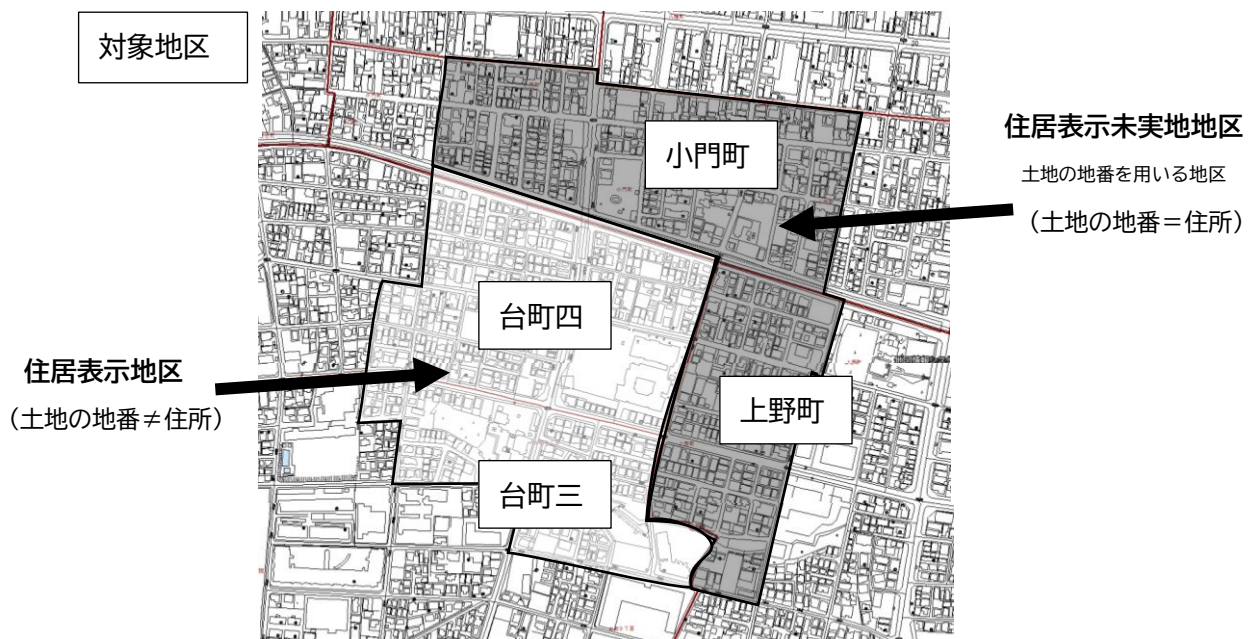 対象地区
小門町
住居表示未実地地区
土地の地番を用いる地区
（土地の地番＝住所）
台町四
住居表示地区
（土地の地番≠住所）
上野町
台町三